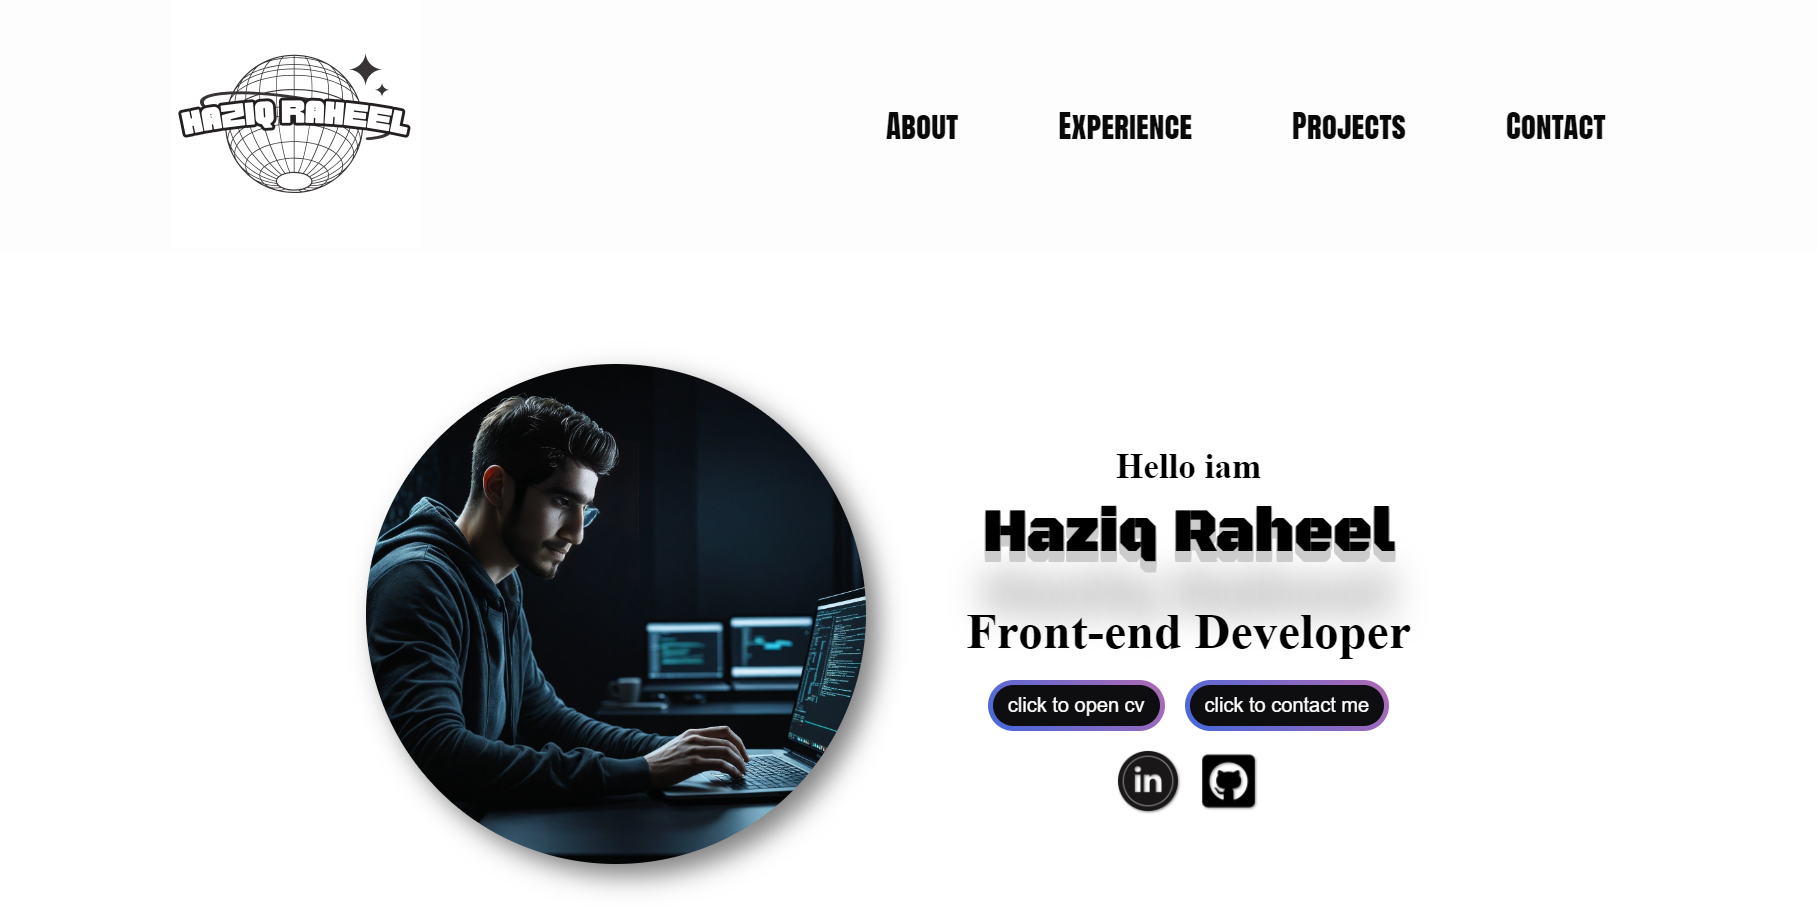 HAZIQ RAHEEL
About Experience Projects Contact
Hello iam
Haziq Raheel
Front-end Developer
click to open cv click to contact me
in